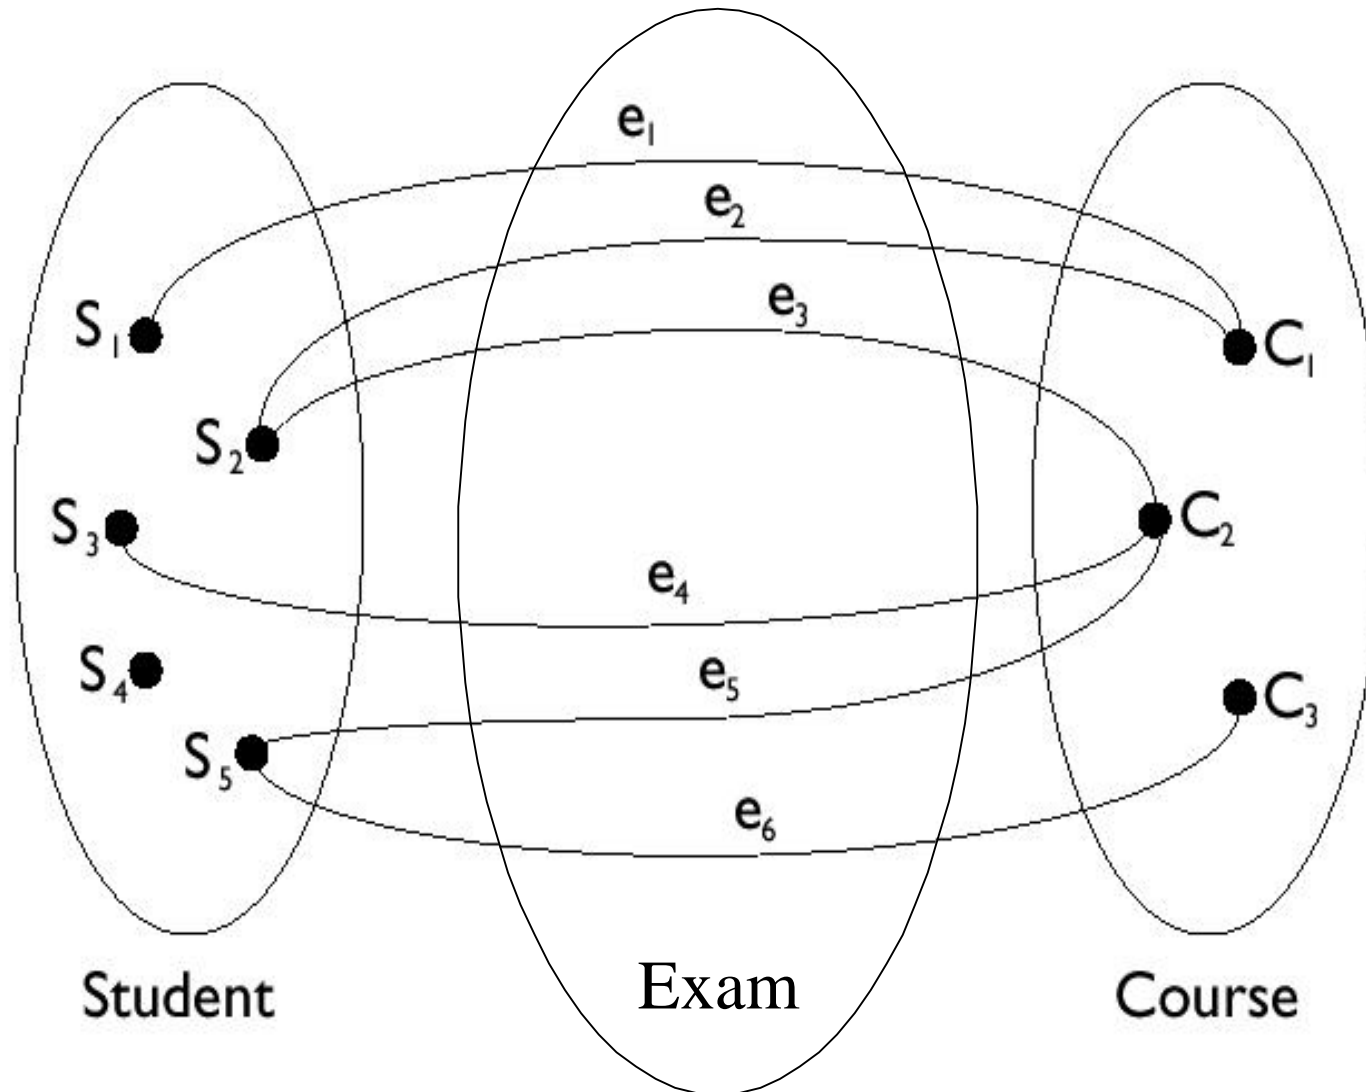 e₁
e₂
e₃
S₁
C₁
S₂
S₃
C₂
e₄
S₄
e₅
C₃
S₅
e₆
Student
Exam
Course